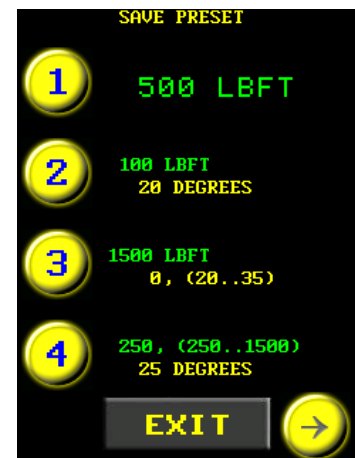 SAVE PRESET
1
500 LBFT
2
100 LBFT
20 DEGREES
3
1500 LBFT
0, (20..35)
4
250, (250..1500)
25 DEGREES
EXIT
→